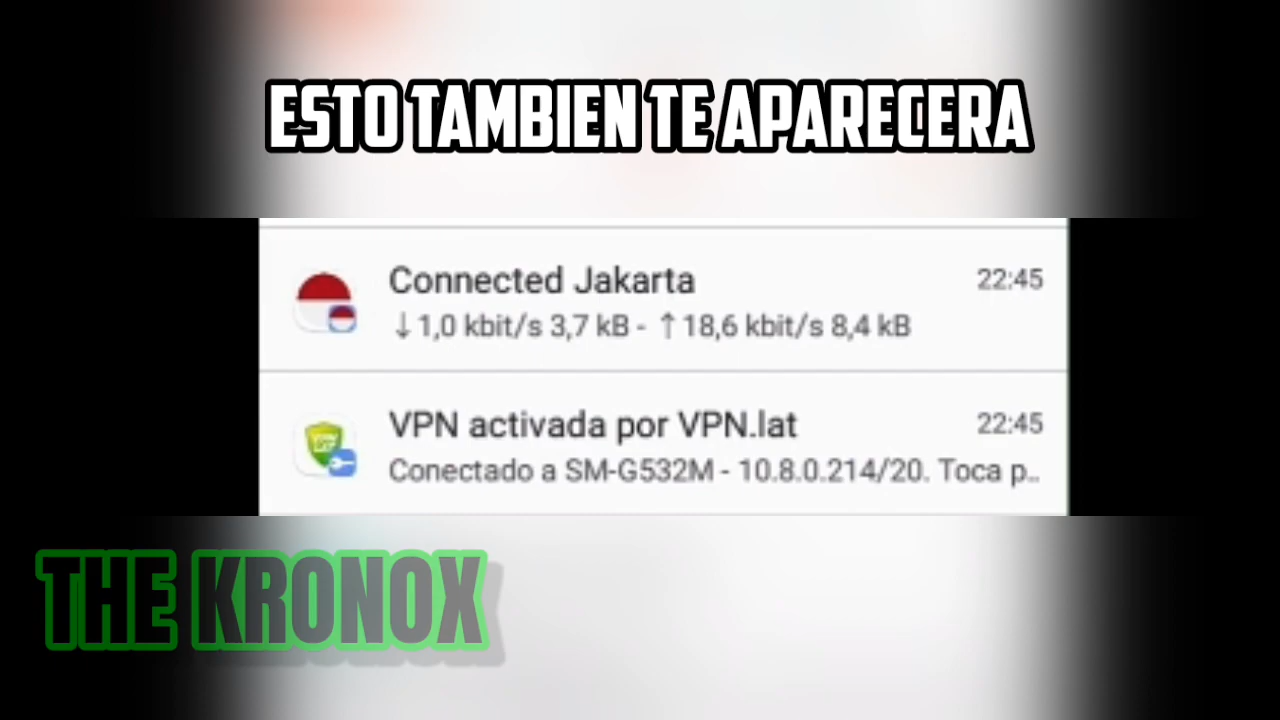 ESTO TAMBIEN TE APARECERA
Connected Jakarta 22:45
↓1,0 kbit/s 3,7 kB - ↑18,6 kbit/s 8,4 kB
VPN activada por VPN.lat 22:45
Conectado a SM-G532M - 10.8.0.214/20. Toca p..
THE KRONOX